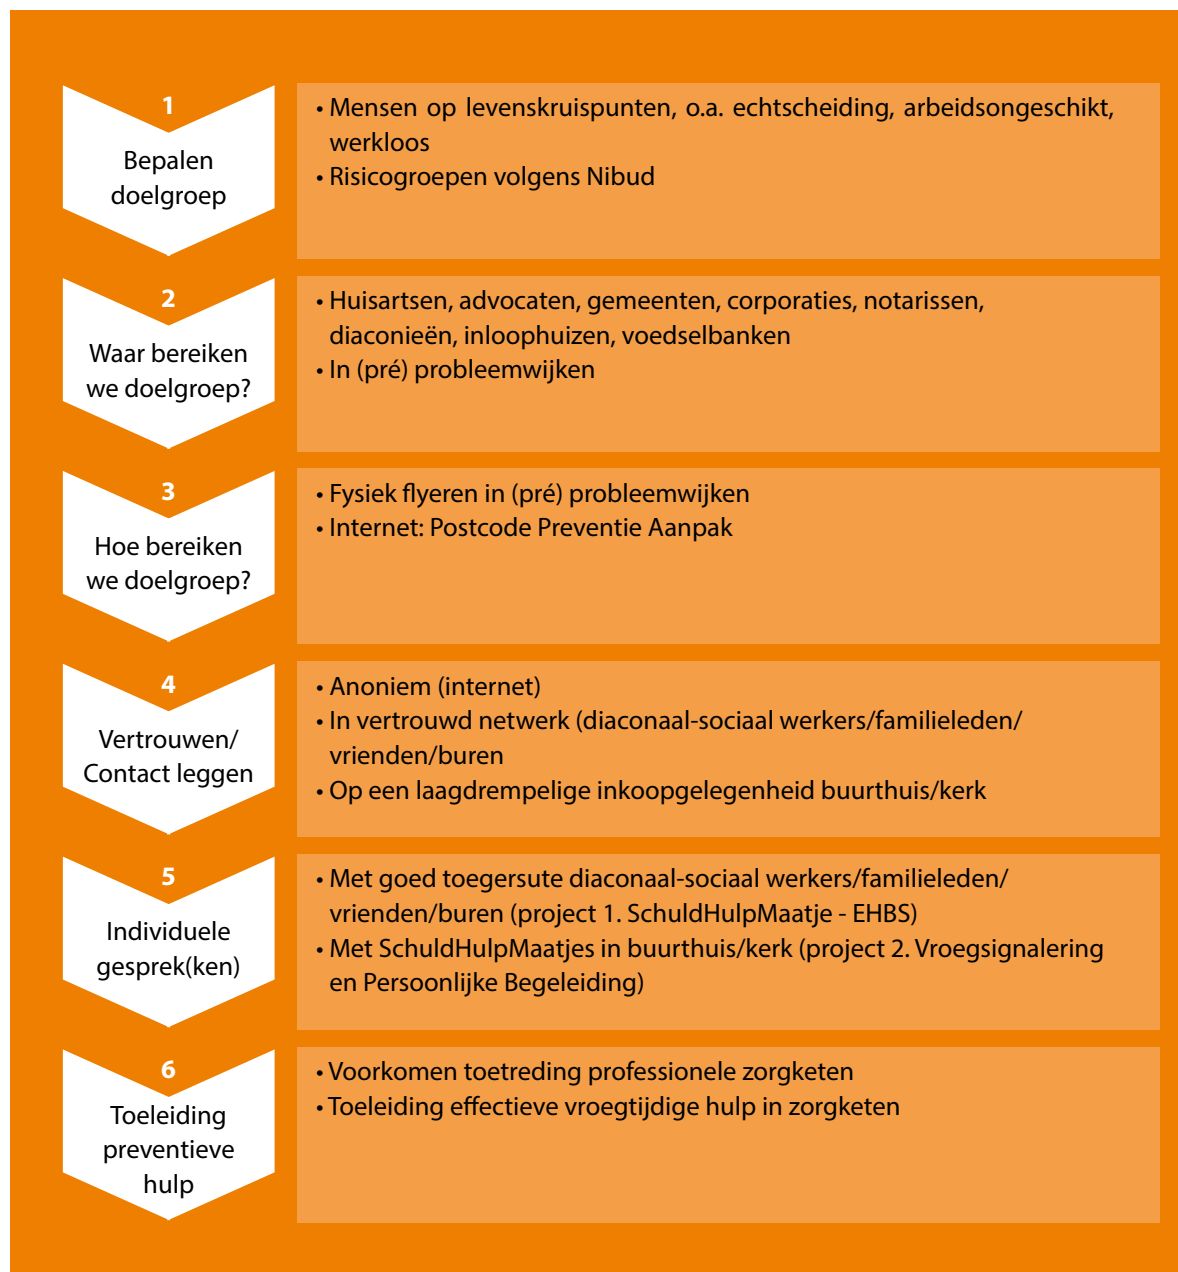 1
Bepalen
doelgroep
• Mensen op levenskruispunten, o.a. echtscheiding, arbeidsongeschikt,
werkloos
• Risicogroepen volgens Nibud
2
Waar bereiken
we doelgroep?
• Huisartsen, advocaten, gemeenten, corporaties, notarissen,
diaconieën, inloophuizen, voedselbanken
• In (pré) probleemwijken
3
Hoe bereiken
we doelgroep?
• Fysiek flyeren in (pré) probleemwijken
• Internet: Postcode Preventie Aanpak
4
Vertrouwen/
Contact leggen
• Anoniem (internet)
• In vertrouwd netwerk (diaconaal-sociaal werkers/familieleden/
vrienden/buren
• Op een laagdrempelige inkoopgelegenheid buurthuis/kerk
5
Individuele
gesprek(ken)
• Met goed toegersute diaconaal-sociaal werkers/familieleden/
vrienden/buren (project 1. SchuldHulpMaatje - EHBS)
• Met SchuldHulpMaatjes in buurthuis/kerk (project 2. Vroegsignalering
en Persoonlijke Begeleiding)
6
Toeleiding
preventieve
hulp
• Voorkomen toetreding professionele zorgketen
• Toeleiding effectieve vroegtijdige hulp in zorgketen